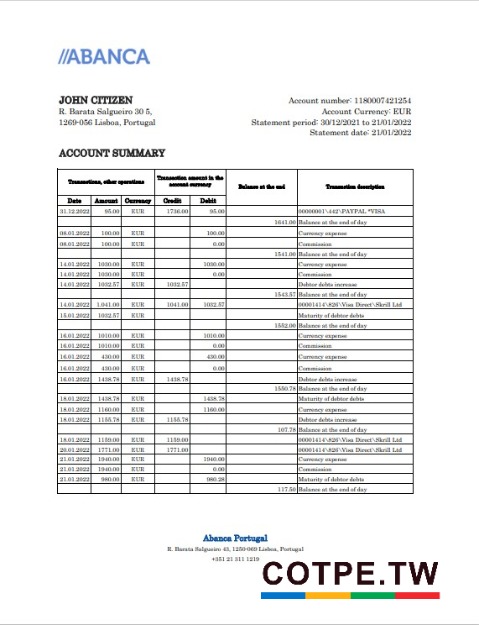 //ABANCA
JOHN CITIZEN
R. Barata Salgueiro 30 5,
1269-056 Lisboa, Portugal
Account number: 1180007421254
Account Currency: EUR
Statement period: 30/12/2021 to 21/01/2022
Statement date: 21/01/2022
ACCOUNT SUMMARY
Transactions, other operations Transaction amount in the account currency Balance at the end Transaction description
Date Amount Currency Credit Debit
31.12.2022 95.00 EUR 1736.00 95.00 00000001\442\PAYPAL *VISA
1641.00 Balance at the end of day
08.01.2022 100.00 EUR 100.00 Currency expense
08.01.2022 100.00 EUR 0.00 Commission
1541.00 Balance at the end of day
14.01.2022 1030.00 EUR 1030.00 Currency expense
14.01.2022 1030.00 EUR 0.00 Commission
14.01.2022 1032.57 EUR 1032.57 Debtor debts increase
1543.57 Balance at the end of day
14.01.2022 1.041.00 EUR 1041.00 1032.57 00001414\826\Visa Direct\Skrill Ltd
15.01.2022 1032.57 EUR Maturity of debtor debts
1552.00 Balance at the end of day
16.01.2022 1010.00 EUR 1010.00 Currency expense
16.01.2022 1010.00 EUR 0.00 Commission
16.01.2022 430.00 EUR 430.00 Currency expense
16.01.2022 430.00 EUR 0.00 Commission
16.01.2022 1438.78 EUR 1438.78 Debtor debts increase
1550.78 Balance at the end of day
18.01.2022 1438.78 EUR 1438.78 Maturity of debtor debts
18.01.2022 1160.00 EUR 1160.00 Currency expense
18.01.2022 1155.78 EUR 1155.78 Debtor debts increase
107.78 Balance at the end of day
18.01.2022 1159.00 EUR 1159.00 00001414\826\Visa Direct\Skrill Ltd
20.01.2022 1771.00 EUR 1771.00 00001414\826\Visa Direct\Skrill Ltd
21.01.2022 1940.00 EUR 1940.00 Currency expense
21.01.2022 1940.00 EUR 0.00 Commission
21.01.2022 980.00 EUR 980.28 Maturity of debtor debts
117.50 Balance at the end of day
Abanca Portugal
R. Barata Salgueiro 43, 1250-069 Lisboa, Portugal
+351 21 311 1219
COTPE.TW